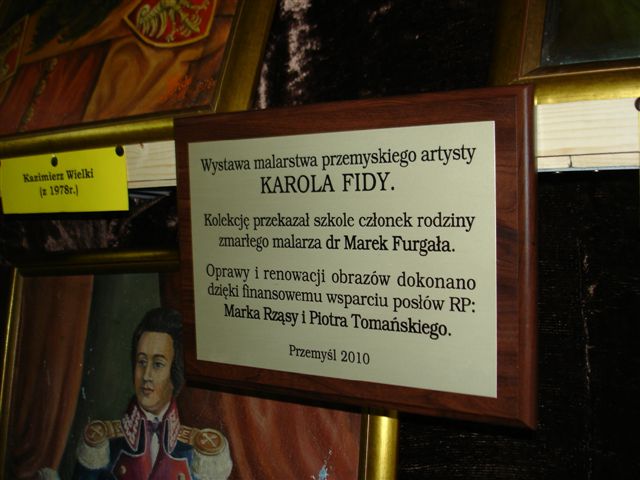 Kazimierz Wielki
(z 1978r.)
Wystawa malarstwa przemyskiego artysty
KAROLA FIDY.
Kolekcję przekazał szkole członek rodziny
zmarłego malarza dr Marek Furgała.
Oprawy i renowacji obrazów dokonano
dzięki finansowemu wsparciu posłów RP:
Marka Rząsy i Piotra Tomańskiego.
Przemyśl 2010